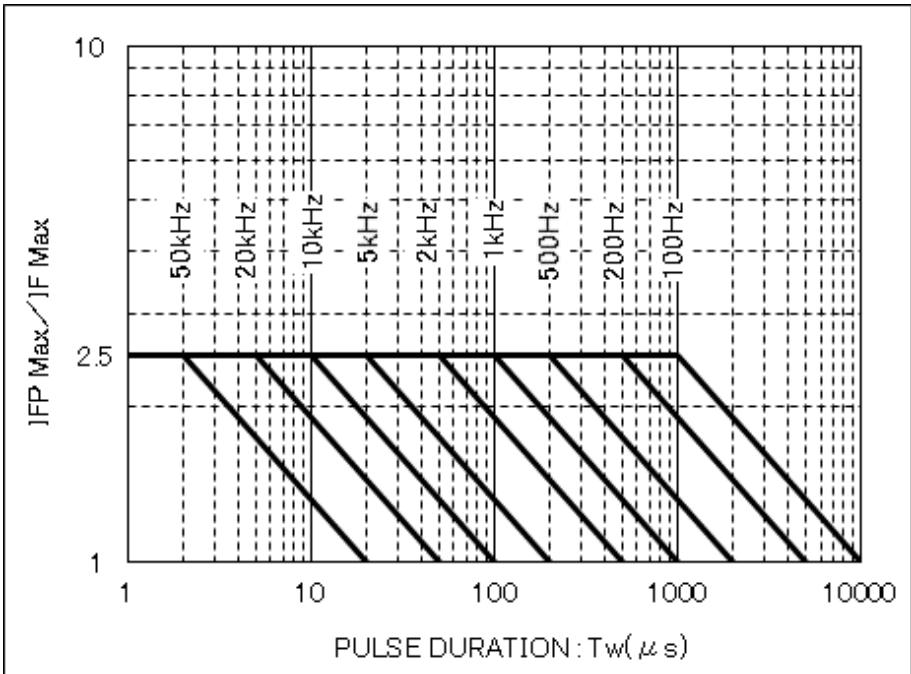 10
50kHz
20kHz
10kHz
5kHz
2kHz
1kHz
500Hz
200Hz
100Hz
IFP Max／IF Max
2.5
1
1
10
100
1000
10000
PULSE DURATION : Tw(μs)